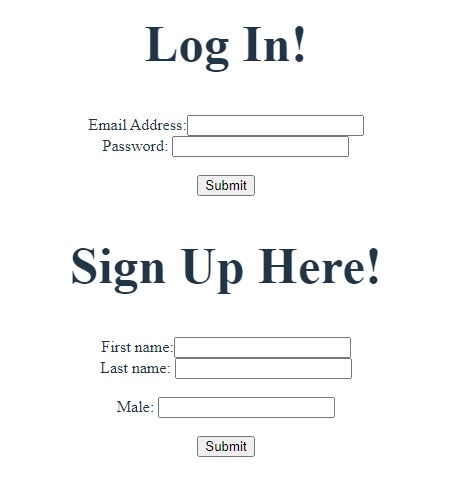 Log In!
Email Address:
Password:
Submit
Sign Up Here!
First name:
Last name:
Male:
Submit